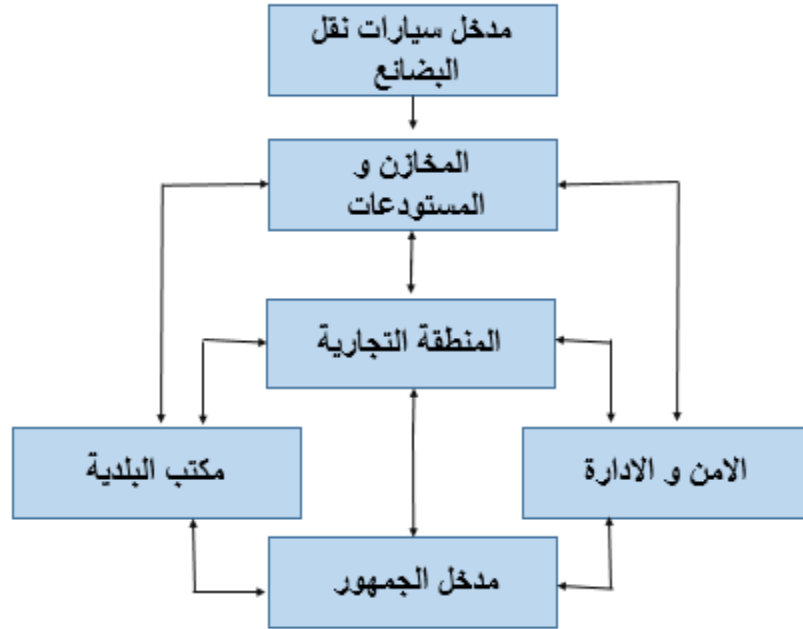 مدخل سيارات نقل
البضائع
المخازن و
المستودعات
المنطقة التجارية
مكتب البلدية
الامن و الادارة
مدخل الجمهور